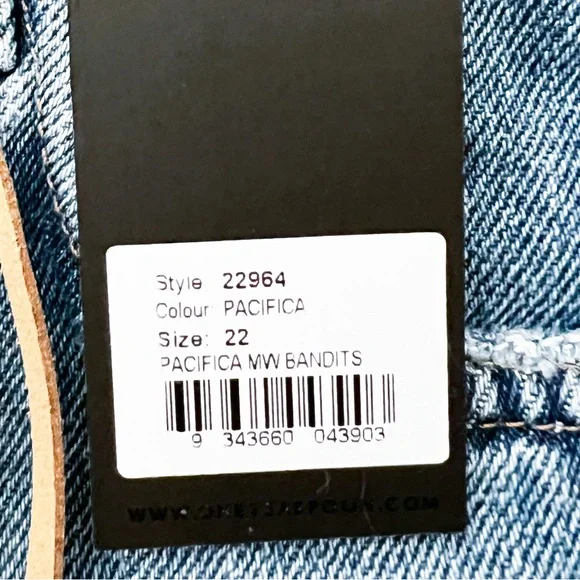 Style: 22964
Colour: PACIFICA
Size: 22
PACIFICA MW BANDITS
9 343660 043903